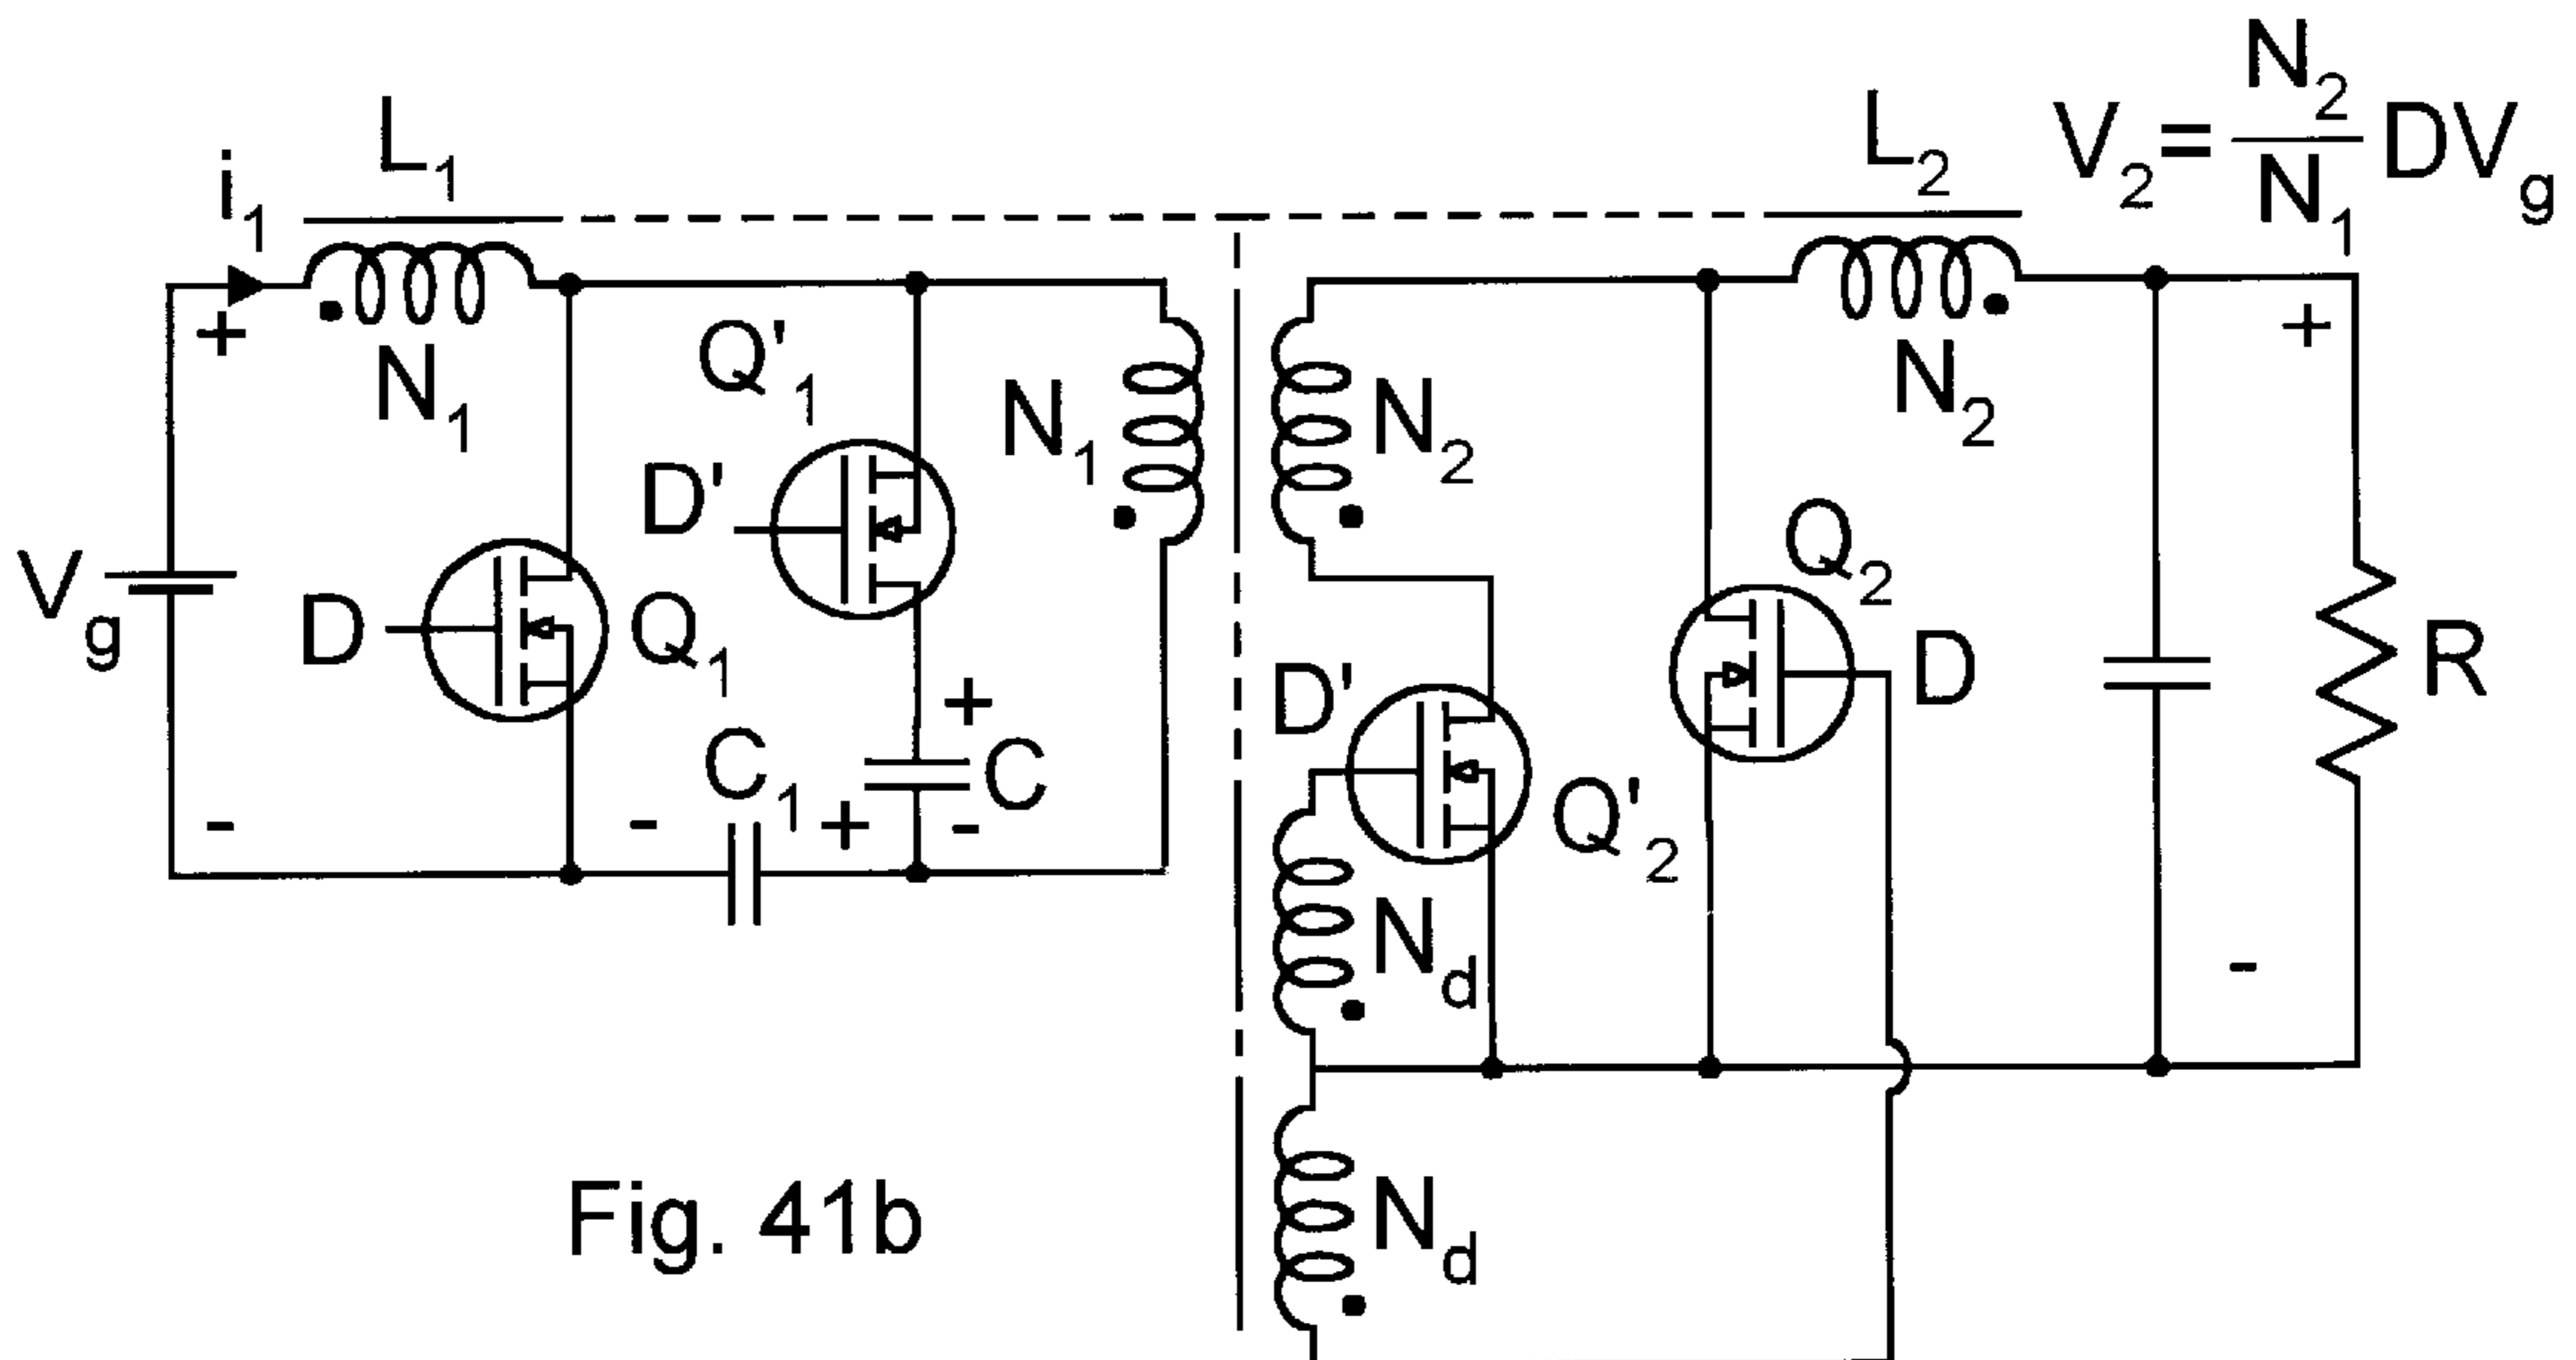 i1
L1
L2
V2 = N2/N1 DVg
+
N1
Q'1
N1
N2
N2
+
Vg
D
Q1
D'
+
C
-
-
C1
+
-
D'
Q'2
Q2
D
R
Nd
-
Nd
Fig. 41b